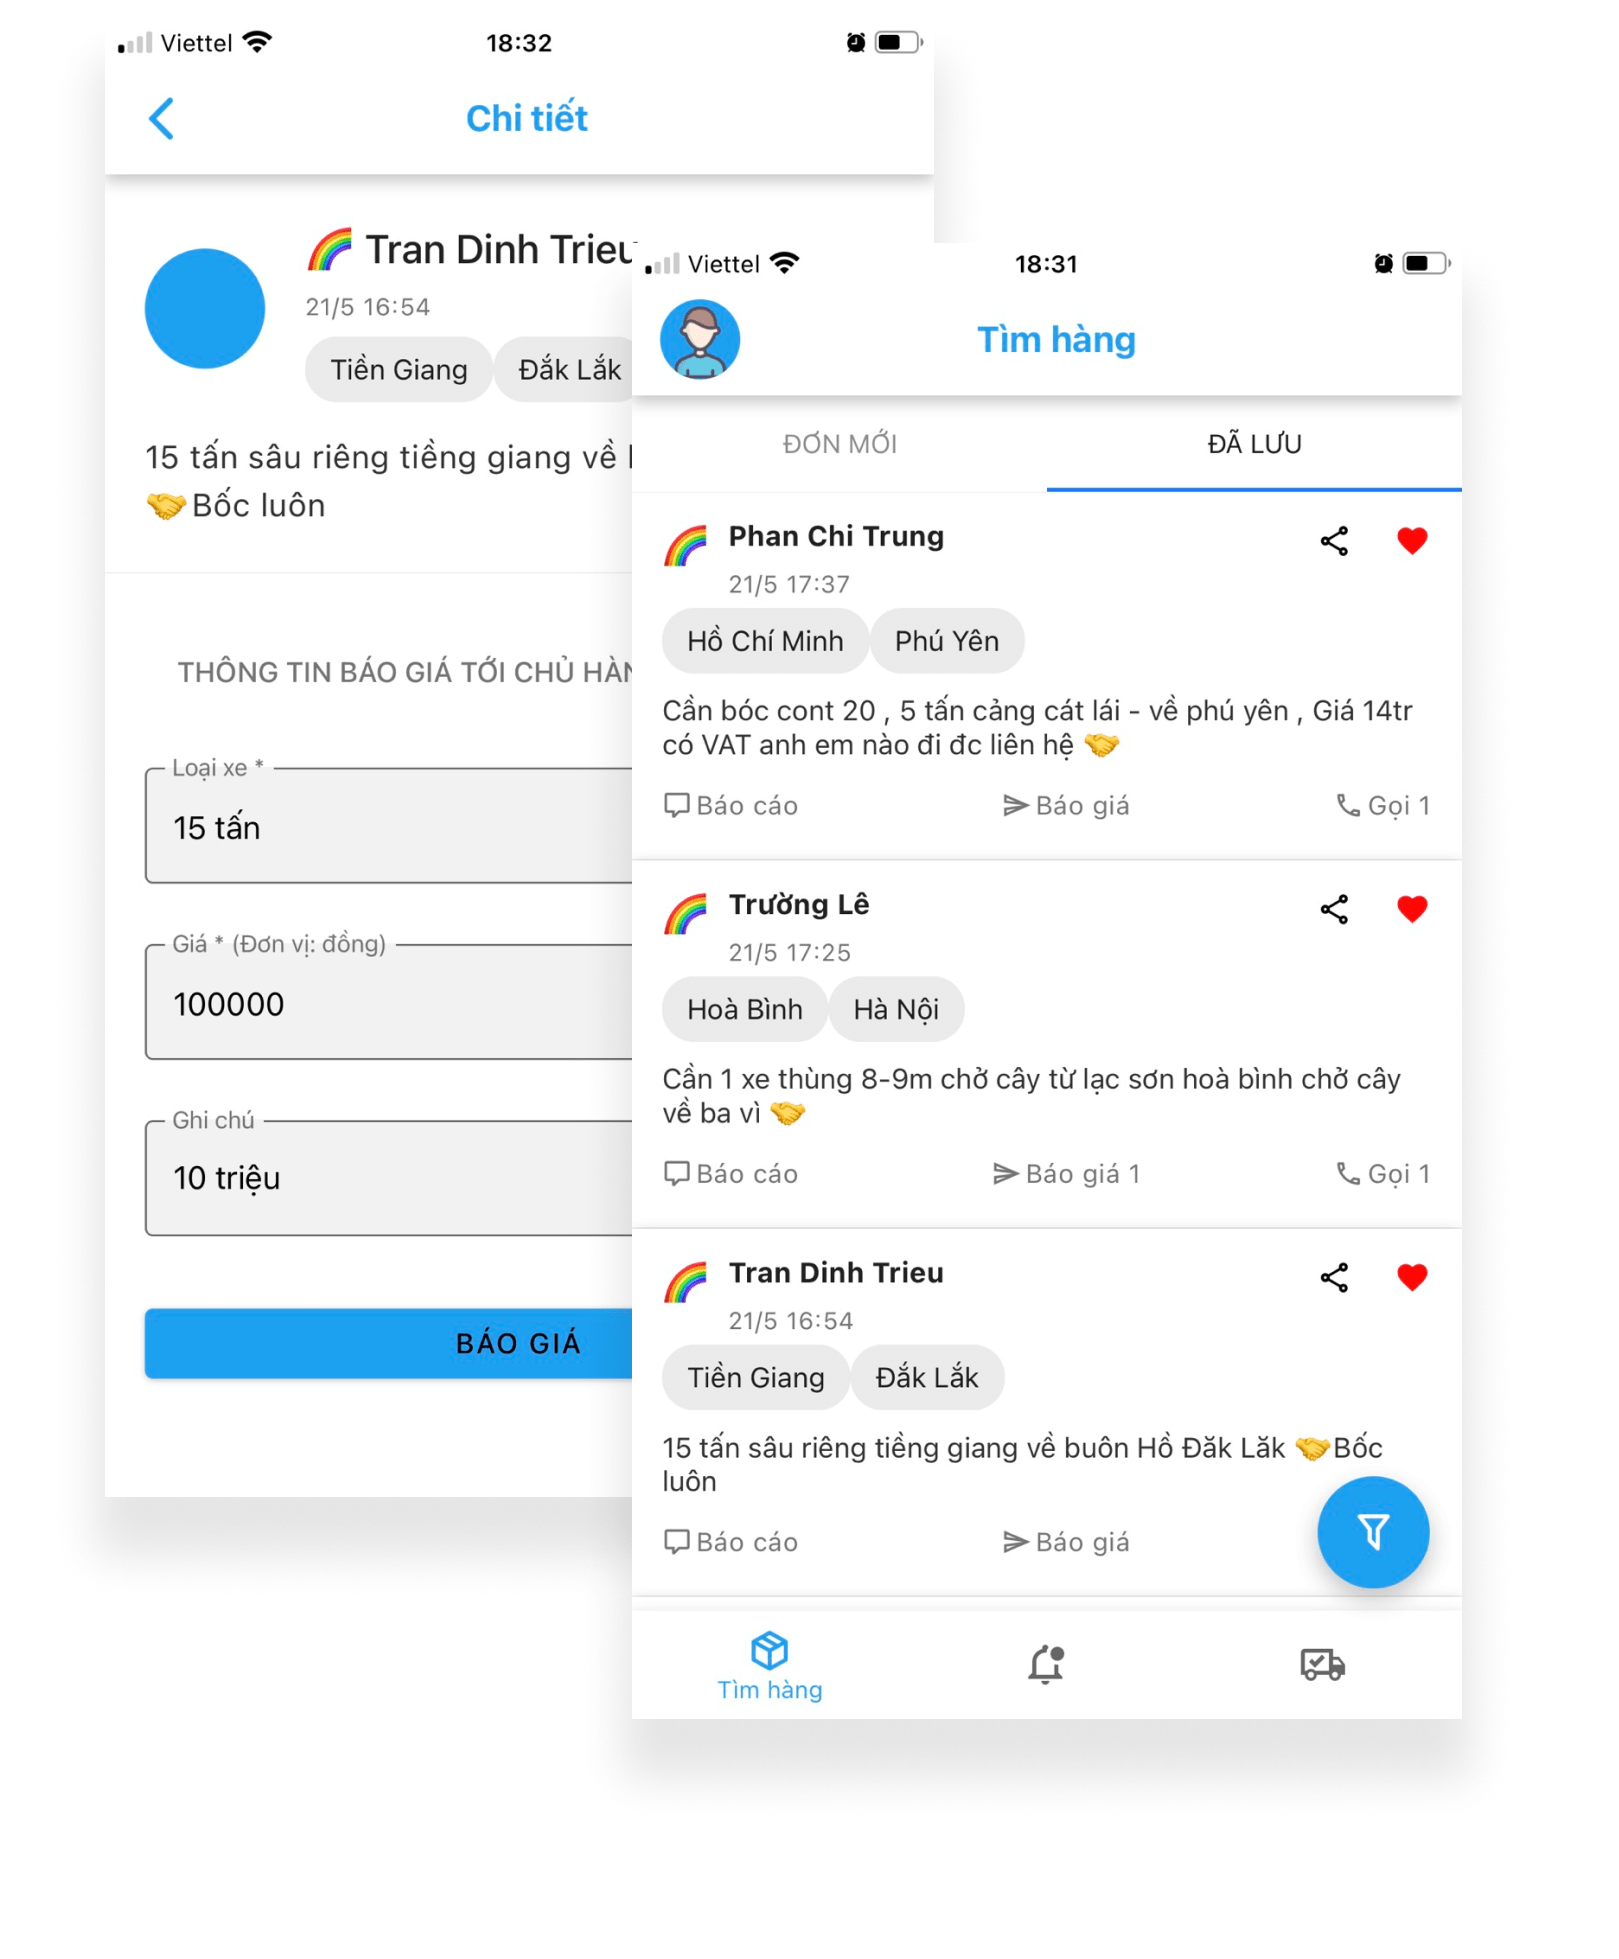 Viettel 18:32
Chi tiết
🌈 Tran Dinh Trieu
21/5 16:54
Tiền Giang Đắk Lắk
15 tấn sâu riêng tiềng giang về
🤝Bốc luôn
THÔNG TIN BÁO GIÁ TỚI CHỦ HÀN
Loại xe *
15 tấn
Giá * (Đơn vị: đồng)
100000
Ghi chú
10 triệu
BÁO GIÁ
Viettel 18:31
Tìm hàng
ĐƠN MỚI ĐÃ LƯU
🌈 Phan Chi Trung
21/5 17:37
Hồ Chí Minh Phú Yên
Cần bóc cont 20 , 5 tấn cảng cát lái - về phú yên , Giá 14tr
có VAT anh em nào đi đc liên hệ 🤝
Báo cáo Báo giá Gọi 1
🌈 Trường Lê
21/5 17:25
Hoà Bình Hà Nội
Cần 1 xe thùng 8-9m chở cây từ lạc sơn hoà bình chở cây
về ba vì 🤝
Báo cáo Báo giá 1 Gọi 1
🌈 Tran Dinh Trieu
21/5 16:54
Tiền Giang Đắk Lắk
15 tấn sâu riêng tiềng giang về buôn Hồ Đăk Lăk 🤝Bốc
luôn
Báo cáo Báo giá
Tìm hàng